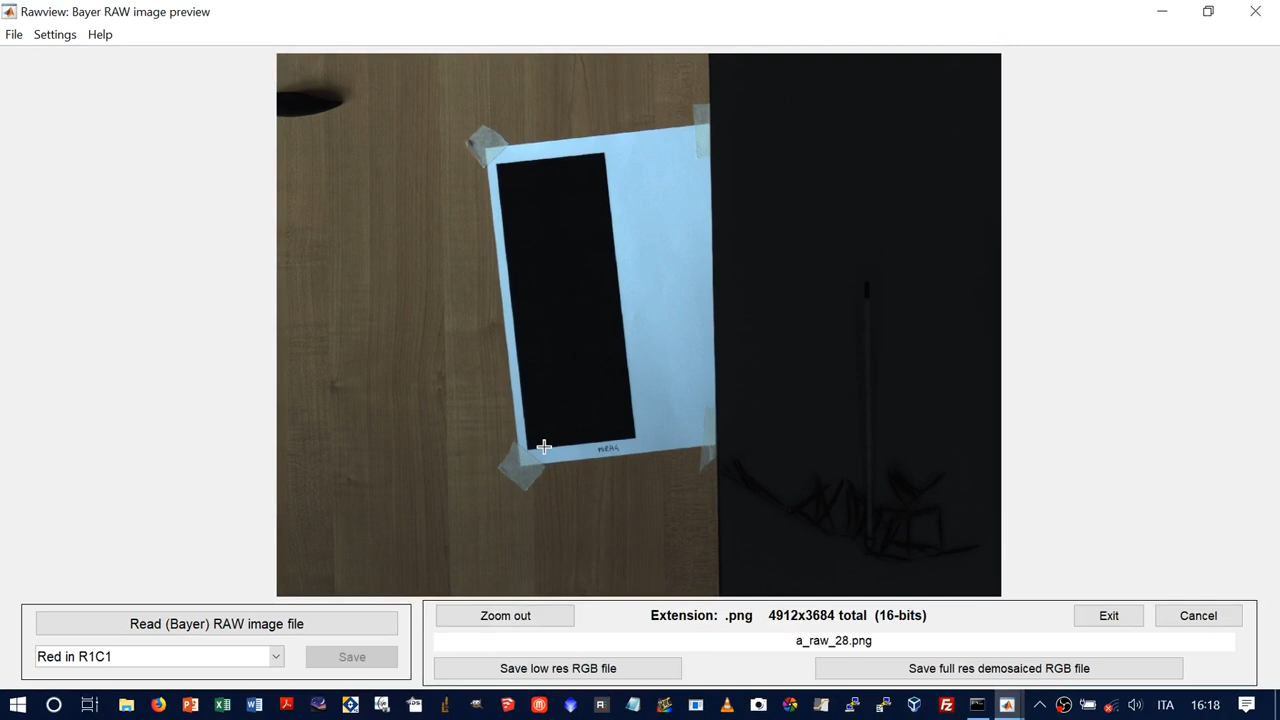 Rawview: Bayer RAW image preview
File Settings Help
Read (Bayer) RAW image file
Red in R1C1
Save
Zoom out
Extension: .png 4912x3684 total (16-bits)
Exit
Cancel
a_raw_28.png
Save low res RGB file
Save full res demosaiced RGB file
ITA
16:18